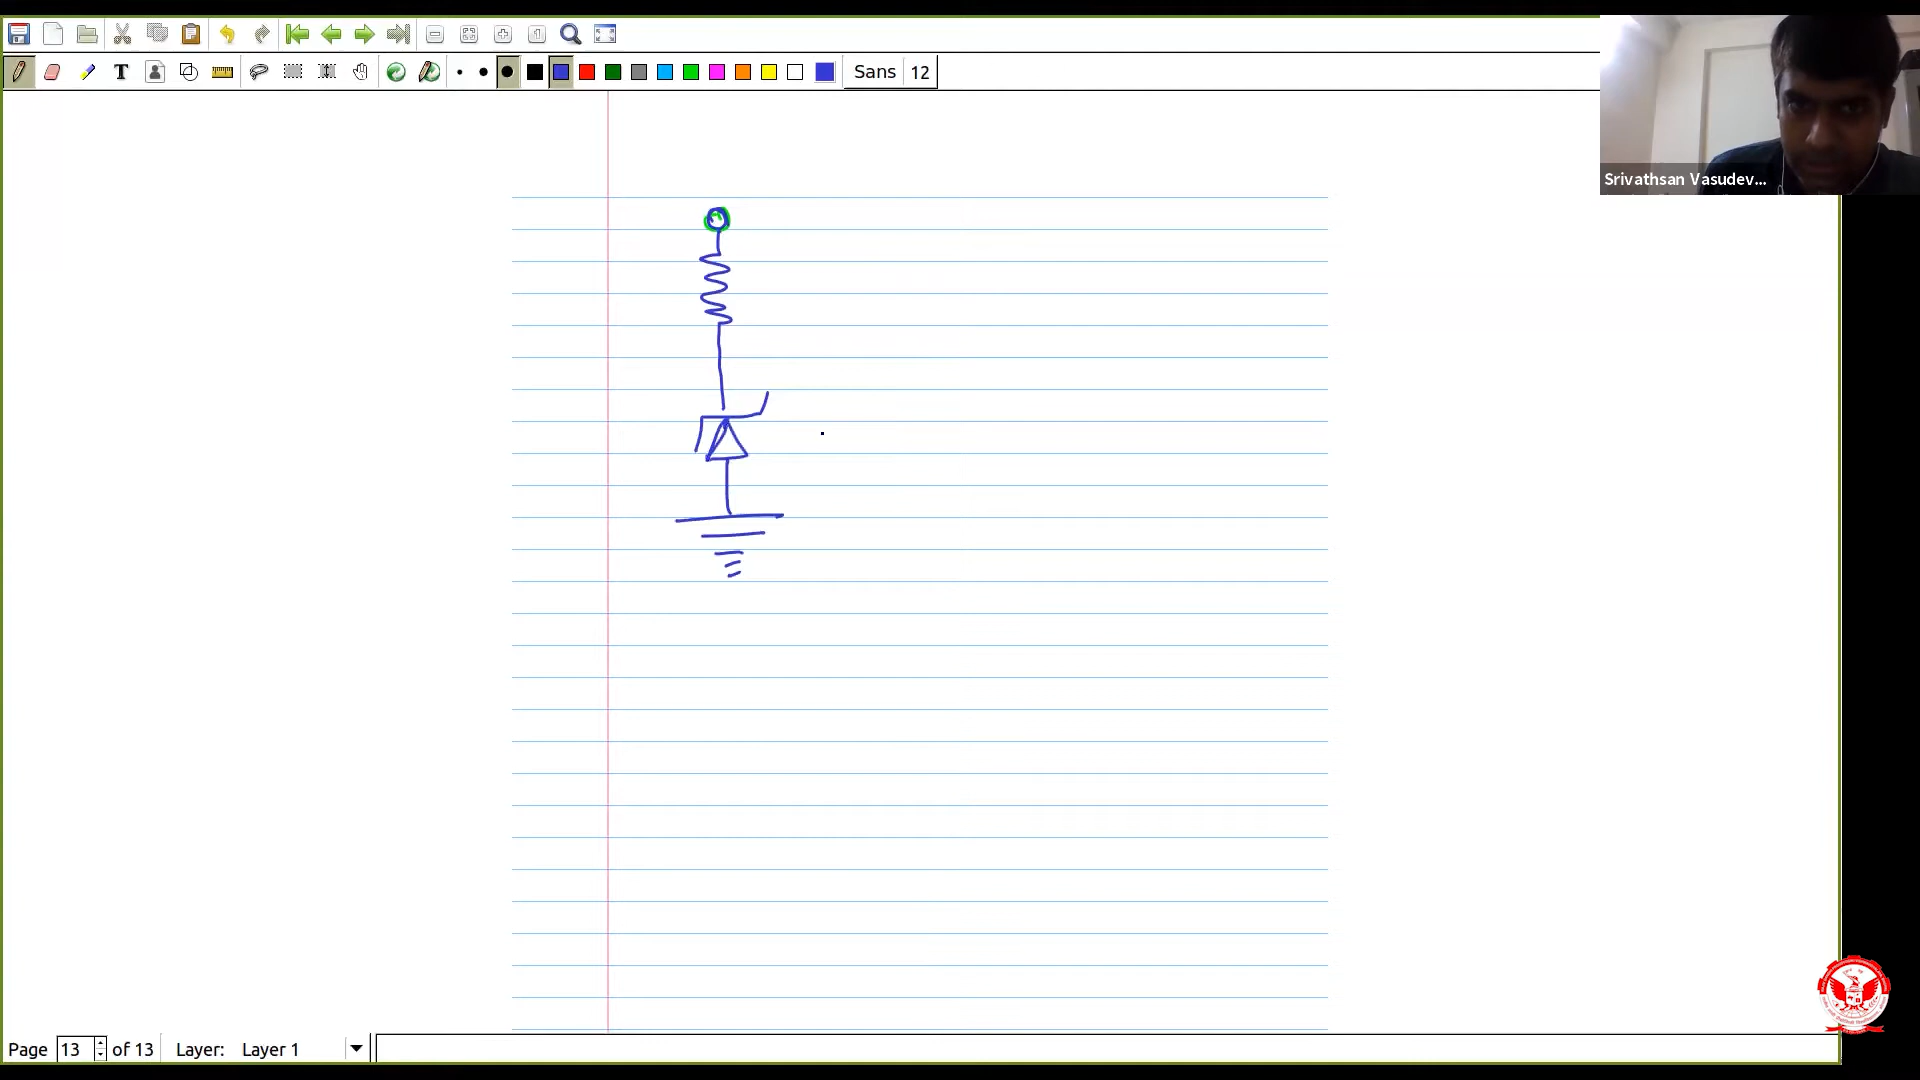 T
Sans 12
Srivathsan Vasudev...
Page 13 of 13 Layer: Layer 1